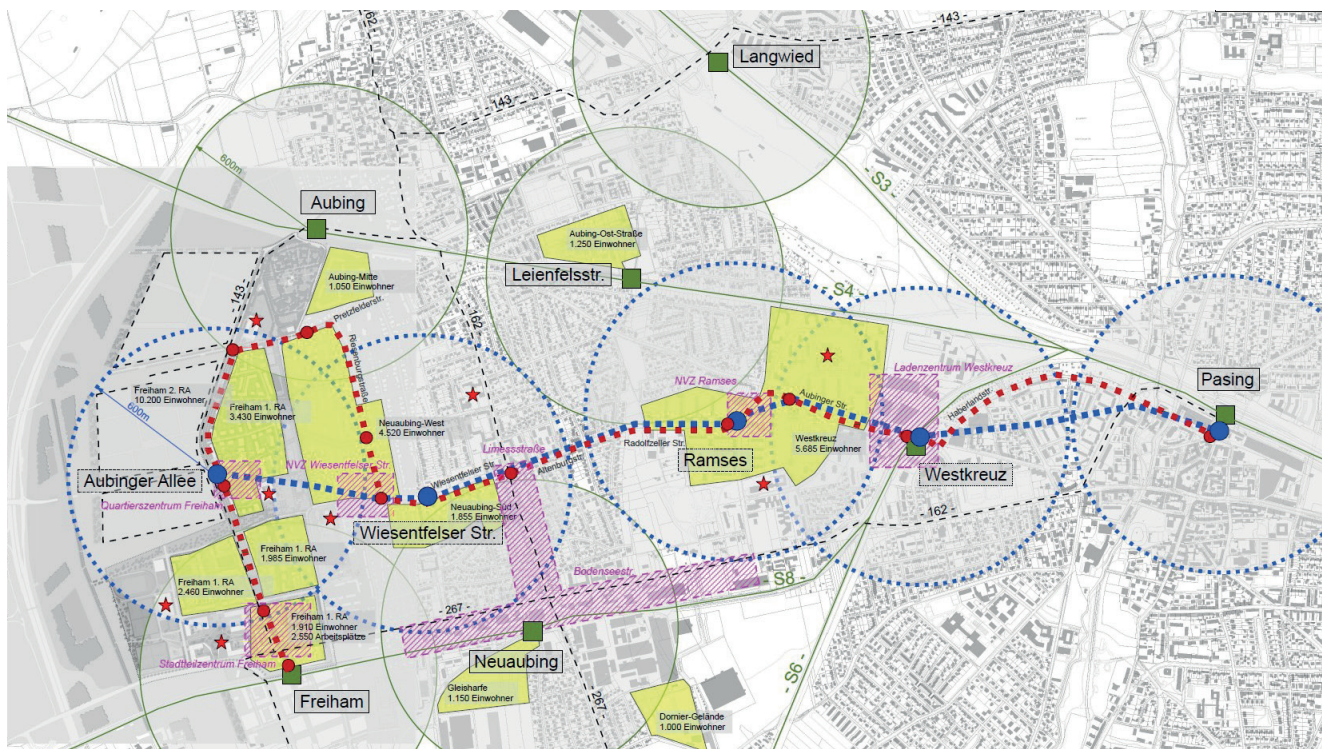 - 162 -
- 143 -
Langwied
- 143 -
600m
Aubing
- S3 -
Aubing-Ost-Straße
1.250 Einwohner
Aubing-Mitte
1.050 Einwohner
Leienfelsstr.
- 143 -
- S4 -
Pretzfelderstr.
- 162 -
Riesenburgstraße
Ladenzentrum Westkreuz
NVZ Ramses
Pasing
Freiham 2. RA
10.200 Einwohner
600m
Freiham 1. RA
3.430 Einwohner
Haberlandstr.
Aubinger Str.
Neuaubing-West
4.520 Einwohner
Limesstraße
Radolfzeller Str.
Ramses
Westkreuz
5.685 Einwohner
Westkreuz
Aubinger Allee
NVZ Wiesentfelser Str.
Wiesentfelser Str.
Altenburgstr.
Quartierszentrum Freiham
Neuaubing-Süd
1.855 Einwohner
Wiesentfelser Str.
- 162 -
Freiham 1. RA
1.985 Einwohner
Bodenseestr.
- S8 -
Freiham 1. RA
2.460 Einwohner
- 267 -
Freiham 1. RA
1.910 Einwohner
2.550 Arbeitsplätze
Stadtteilzentrum Freiham
Neuaubing
- S6 -
Freiham
Gleisharfe
1.150 Einwohner
- 267 -
Dornier-Gelände
1.000 Einwohner